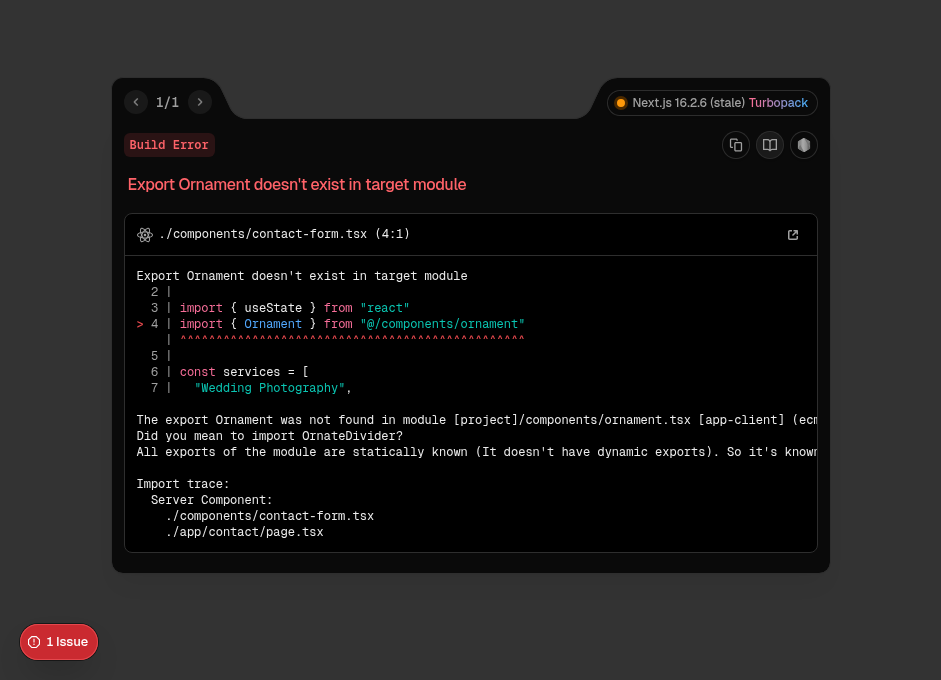 1/1
Next.js 16.2.6 (stale) Turbopack
Build Error
Export Ornament doesn't exist in target module
./components/contact-form.tsx (4:1)
Export Ornament doesn't exist in target module
2 |
3 | import { useState } from "react"
> 4 | import { Ornament } from "@/components/ornament"
| ^^^^^^^^^^^^^^^^^^^^^^^^^^^^^^^^^^^^^^^^^^^^^^^^
5 |
6 | const services = [
7 |   "Wedding Photography",
The export Ornament was not found in module [project]/components/ornament.tsx [app-client] (ecm
Did you mean to import OrnateDivider?
All exports of the module are statically known (It doesn't have dynamic exports). So it's known
Import trace:
Server Component:
./components/contact-form.tsx
./app/contact/page.tsx
1 Issue